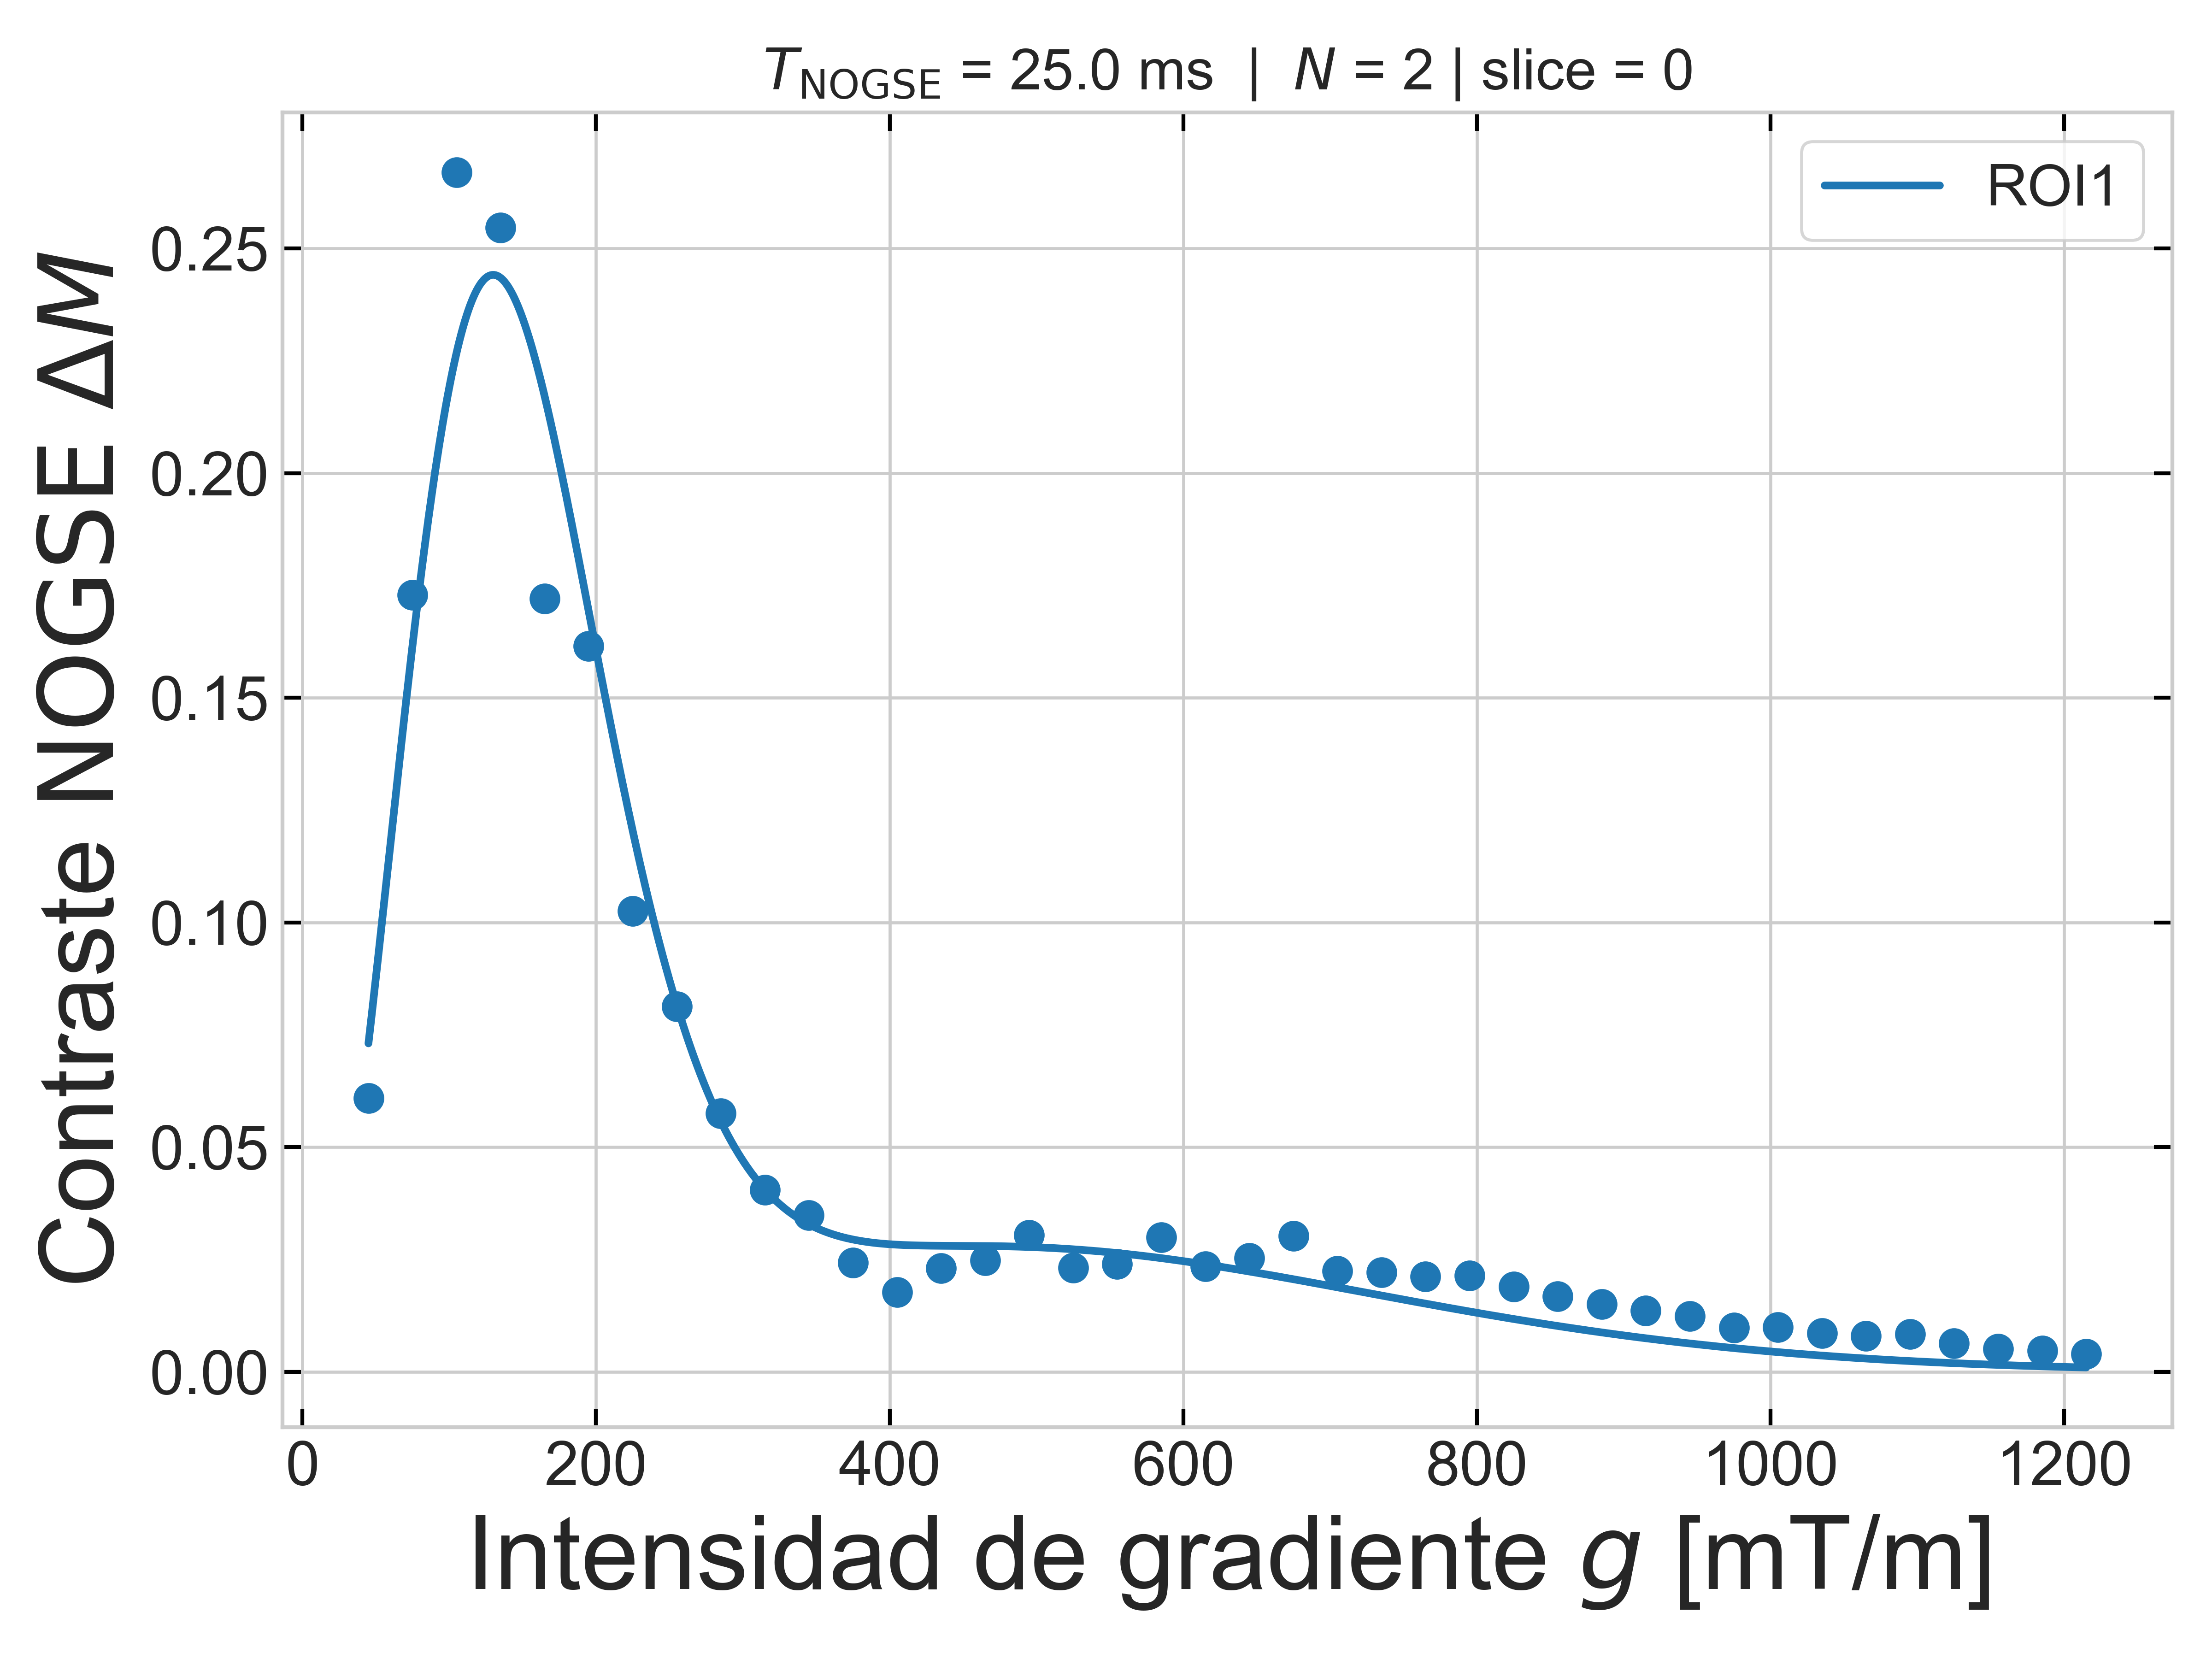 T_NOGSE = 25.0 ms | N = 2 | slice = 0
ROI1
Contraste NOGSE ΔM
0.25
0.20
0.15
0.10
0.05
0.00
0 200 400 600 800 1000 1200
Intensidad de gradiente g [mT/m]